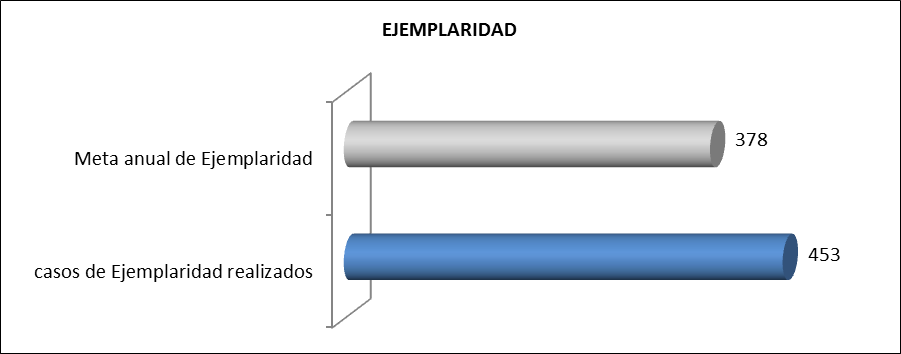 EJEMPLARIDAD
Meta anual de Ejemplaridad
378
casos de Ejemplaridad realizados
453